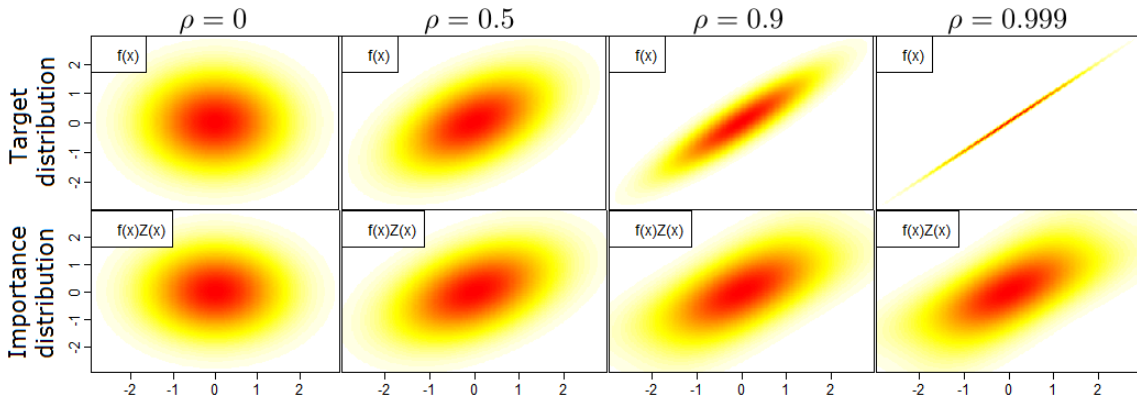 ρ = 0 ρ = 0.5 ρ = 0.9 ρ = 0.999
Target
distribution
f(x) f(x) f(x) f(x)
2
1
0
-1
-2
Importance
distribution
f(x)Z(x) f(x)Z(x) f(x)Z(x) f(x)Z(x)
2
1
0
-1
-2
-2 -1 0 1 2 -2 -1 0 1 2 -2 -1 0 1 2 -2 -1 0 1 2